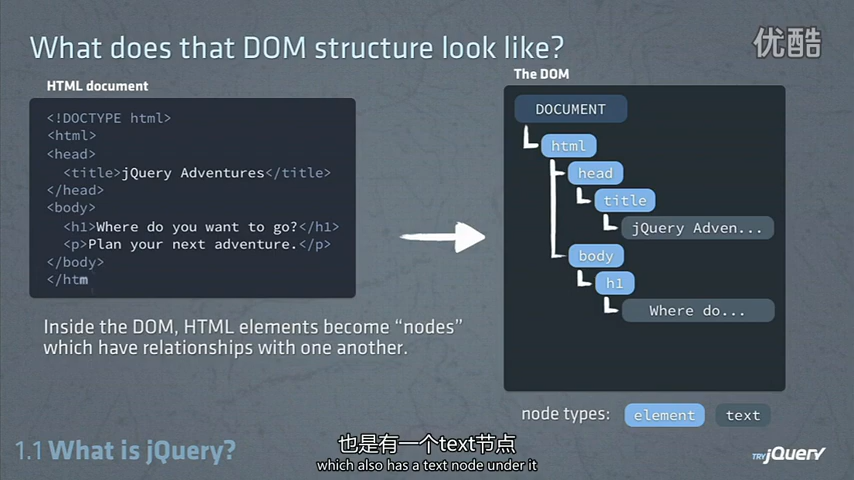 What does that DOM structure look like?
优酷
HTML document
<!DOCTYPE html>
<html>
<head>
<title>jQuery Adventures</title>
</head>
<body>
<h1>Where do you want to go?</h1>
<p>Plan your next adventure.</p>
</body>
</htm
The DOM
DOCUMENT
html
head
title
jQuery Adven...
body
h1
Where do...
Inside the DOM, HTML elements become “nodes”
which have relationships with one another.
node types: element text
也是有一个text节点
which also has a text node under it
1.1 What is jQuery?
TRY jQuery